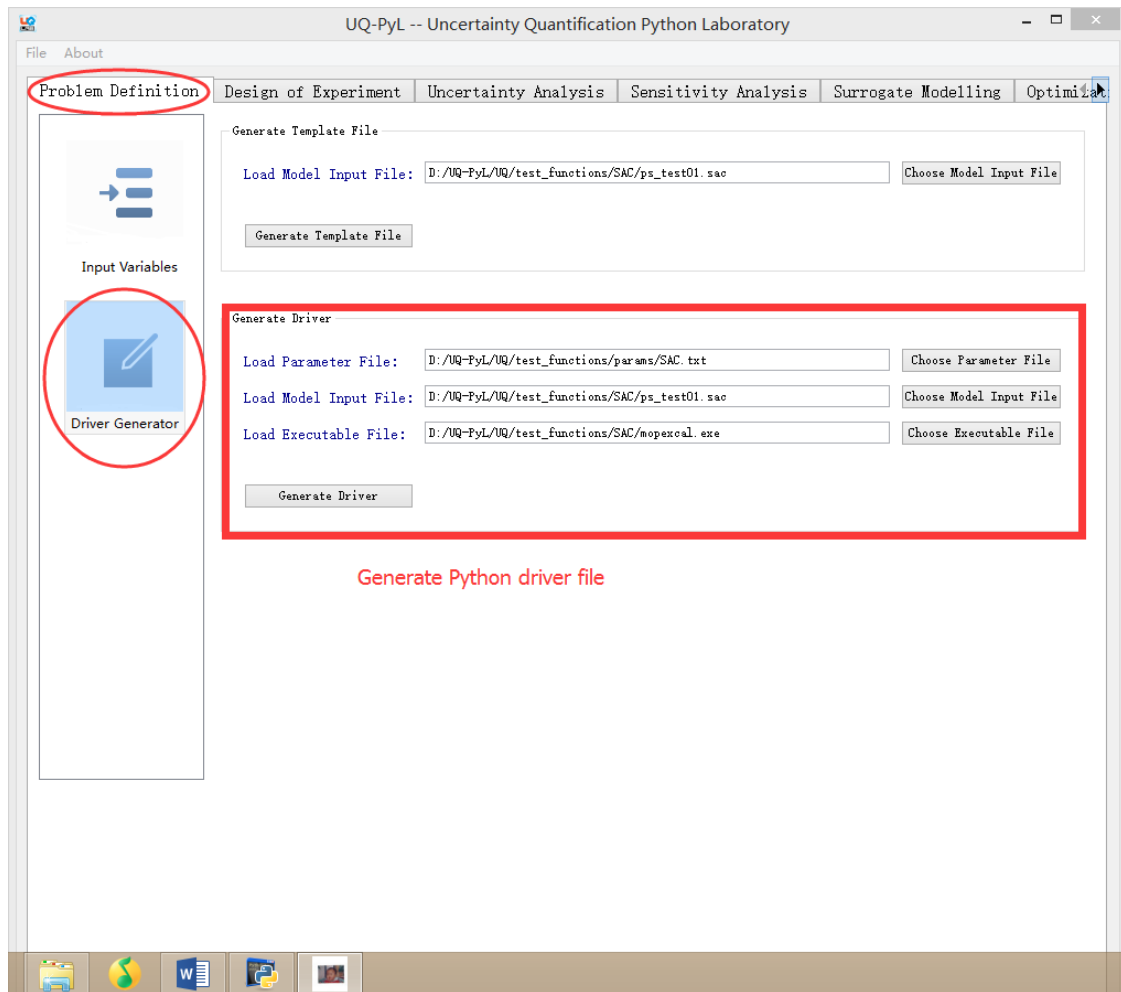 UQ-PyL -- Uncertainty Quantification Python Laboratory
File About
Problem Definition Design of Experiment Uncertainty Analysis Sensitivity Analysis Surrogate Modelling
Generate Template File
Load Model Input File: D:/UQ-PyL/UQ/test_functions/SAC/ps_test01.sac Choose Model Input File
Generate Template File
Input Variables
Generate Driver
Load Parameter File: D:/UQ-PyL/UQ/test_functions/params/SAC.txt Choose Parameter File
Load Model Input File: D:/UQ-PyL/UQ/test_functions/SAC/ps_test01.sac Choose Model Input File
Load Executable File: D:/UQ-PyL/UQ/test_functions/SAC/mopexcal.exe Choose Executable File
Driver Generator
Generate Driver
Generate Python driver file